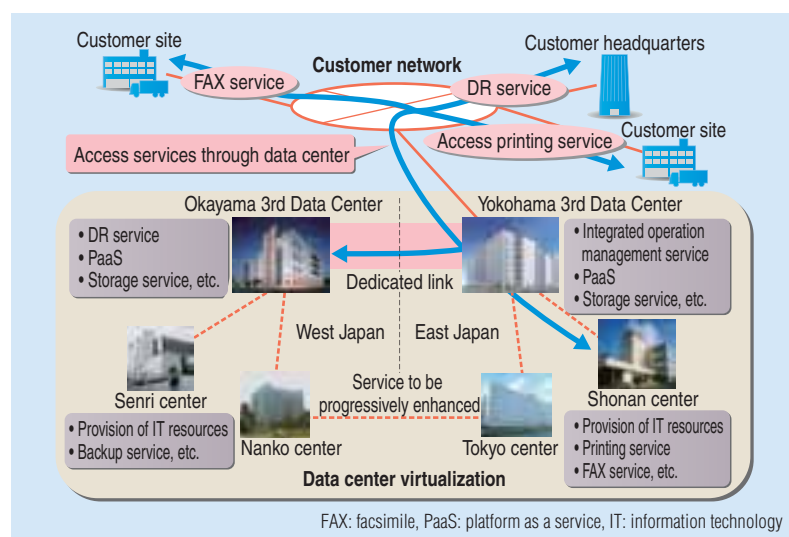 Customer site
Customer headquarters
Customer network
FAX service
DR service
Access printing service
Customer site
Access services through data center
Okayama 3rd Data Center
Yokohama 3rd Data Center
• DR service
• PaaS
• Storage service, etc.
• Integrated operation
management service
• PaaS
• Storage service, etc.
Dedicated link
West Japan
East Japan
Senri center
Service to be
progressively enhanced
Shonan center
• Provision of IT resources
• Backup service, etc.
Nanko center
Tokyo center
• Provision of IT resources
• Printing service
• FAX service, etc.
Data center virtualization
FAX: facsimile, PaaS: platform as a service, IT: information technology